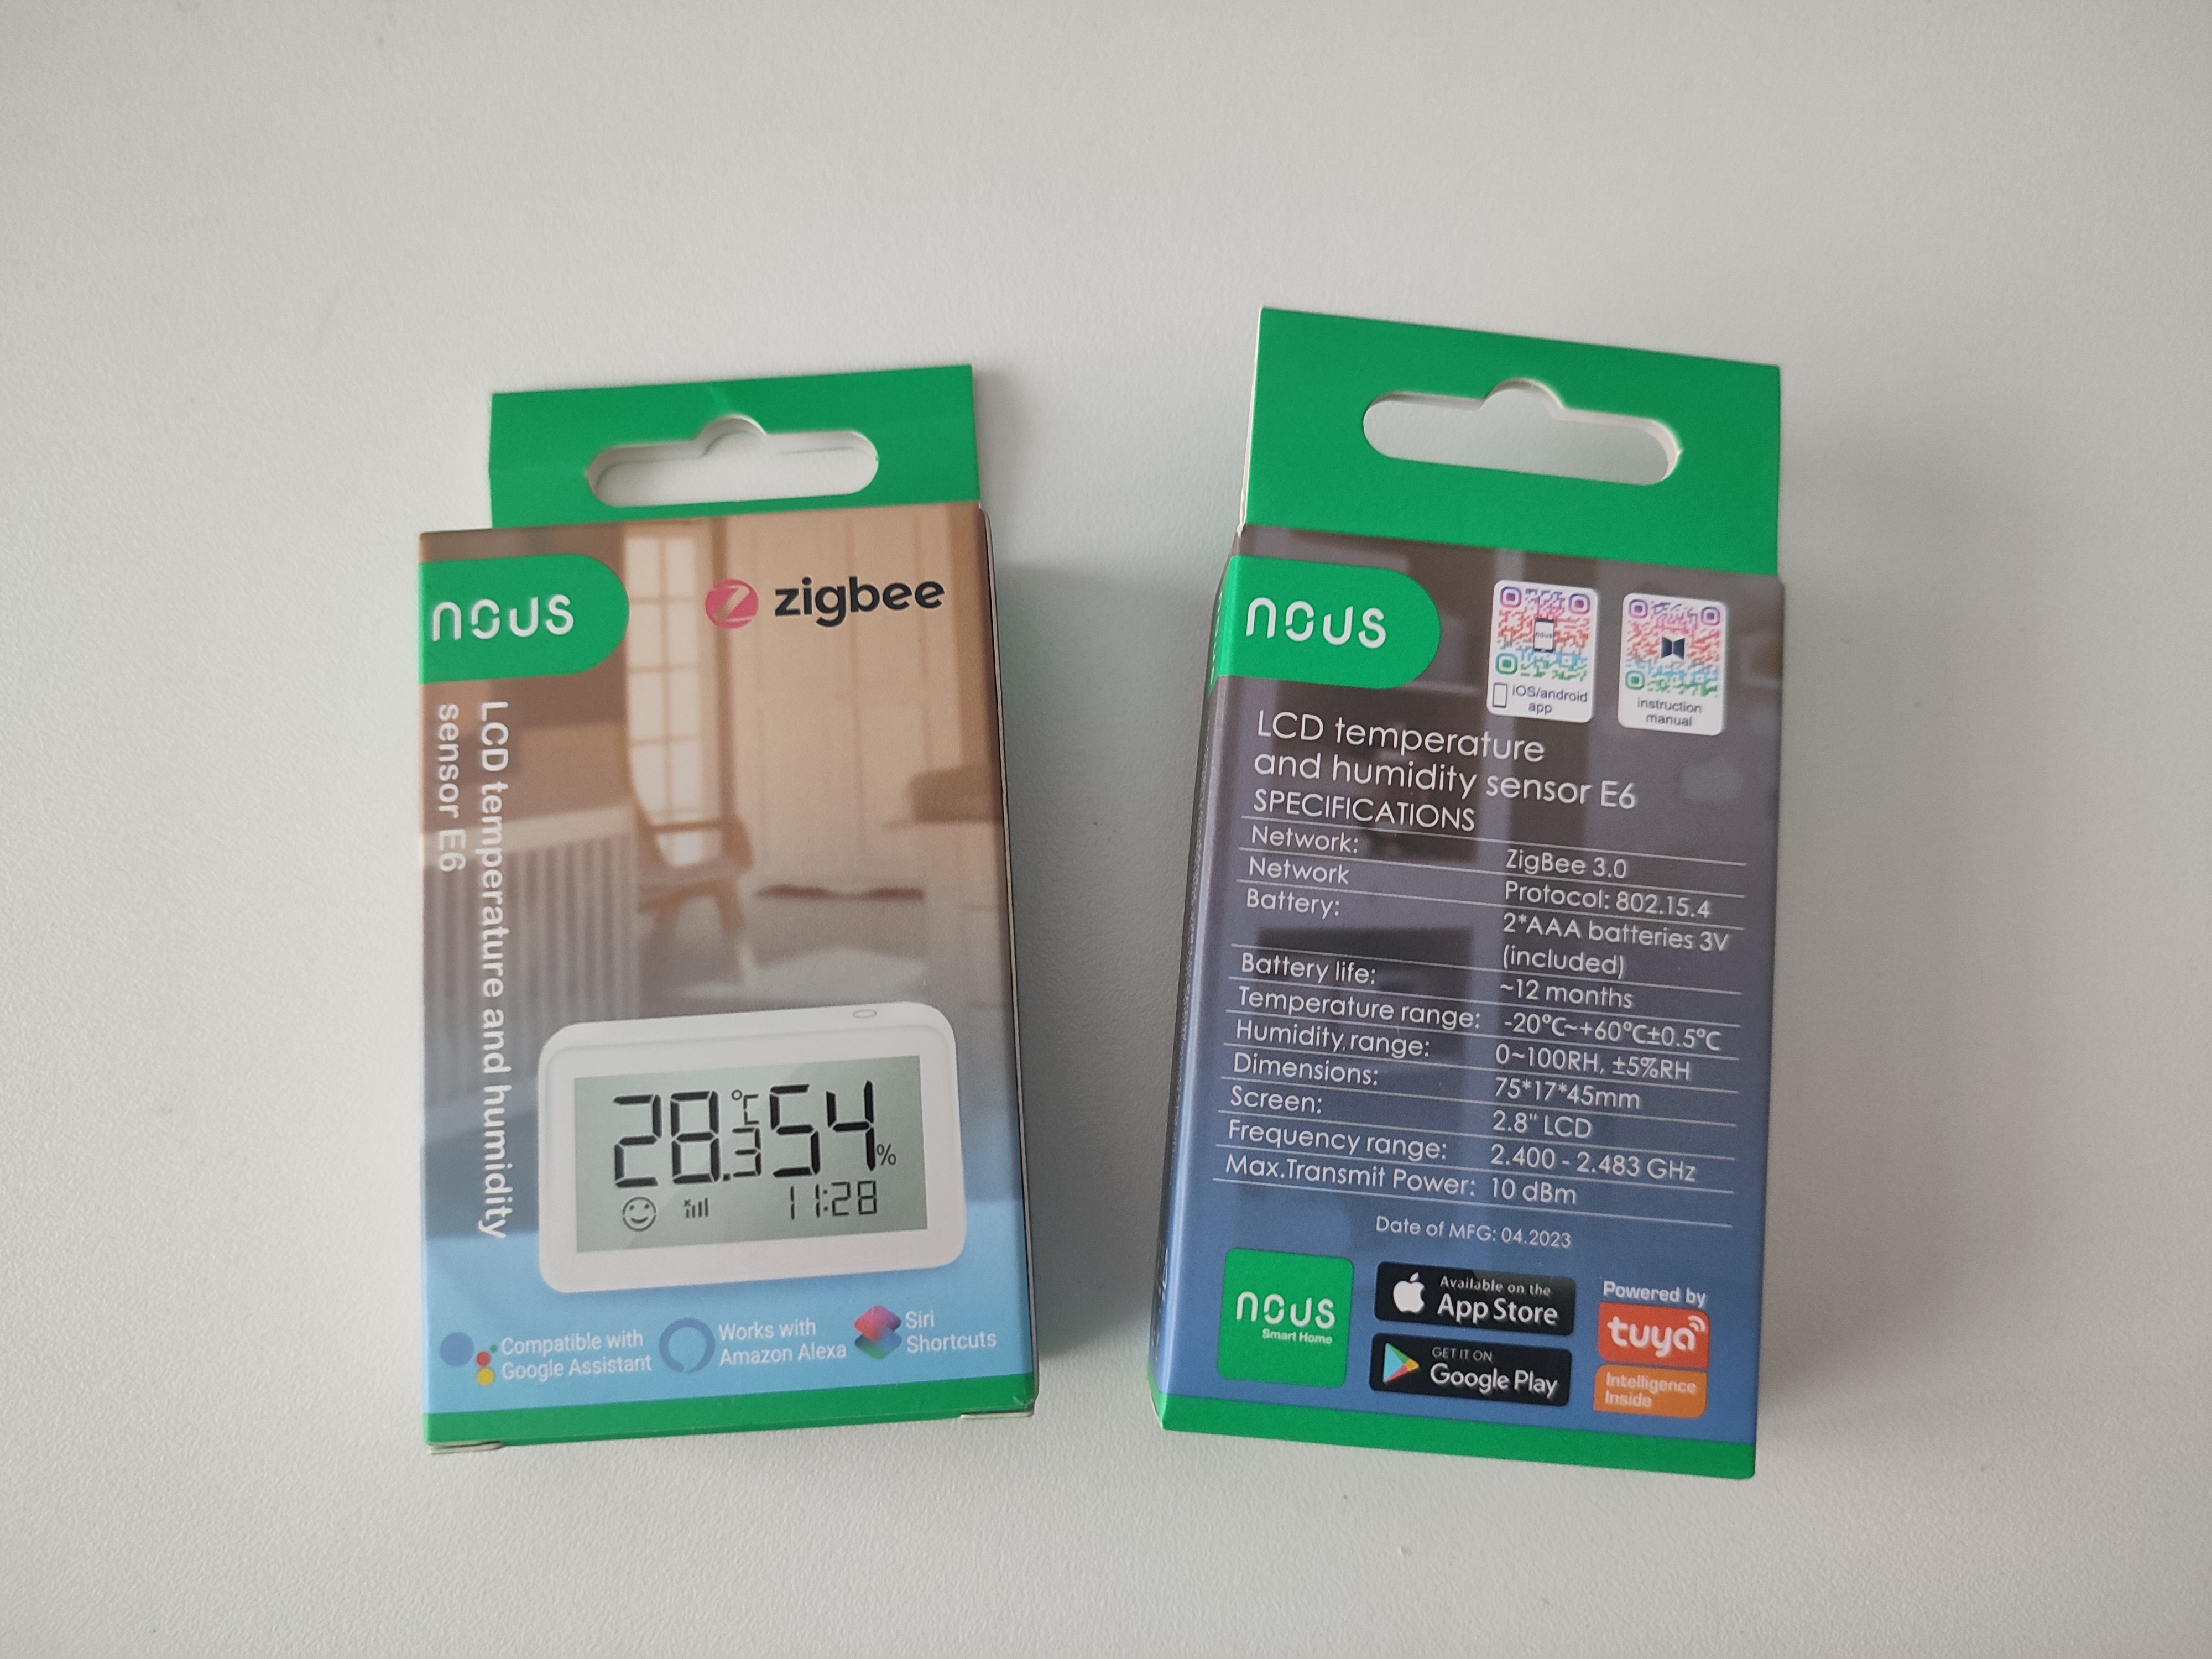 nous
zigbee
LCD temperature and humidity
sensor E6
28.3 °C 54 %
11:28
Compatible with
Google Assistant
Works with
Amazon Alexa
Siri
Shortcuts
nous
nous
iOS/android
app
instruction
manual
LCD temperature
and humidity sensor E6
SPECIFICATIONS
Network: ZigBee 3.0
Network Protocol: 802.15.4
Battery: 2*AAA batteries 3V
(included)
Battery life: ~12 months
Temperature range: -20°C~+60°C±0.5°C
Humidity range: 0~100RH, ±5%RH
Dimensions: 75*17*45mm
Screen: 2.8" LCD
Frequency range: 2.400 - 2.483 GHz
Max.Transmit Power: 10 dBm
Date of MFG: 04.2023
nous
Smart Home
Available on the
App Store
GET IT ON
Google Play
Powered by
tuya
Intelligence
Inside